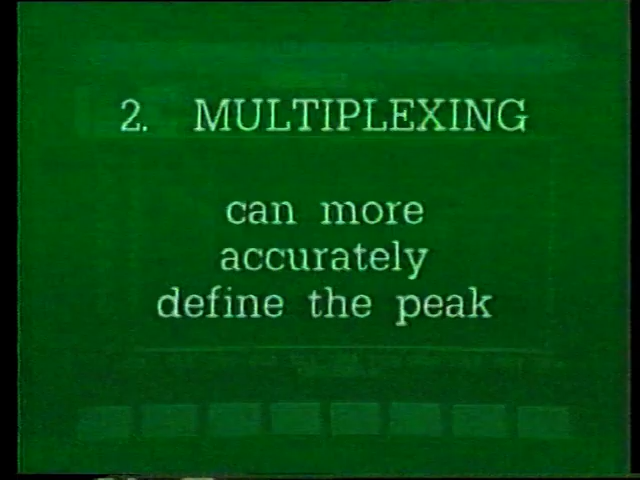 2. MULTIPLEXING
can more
accurately
define the peak